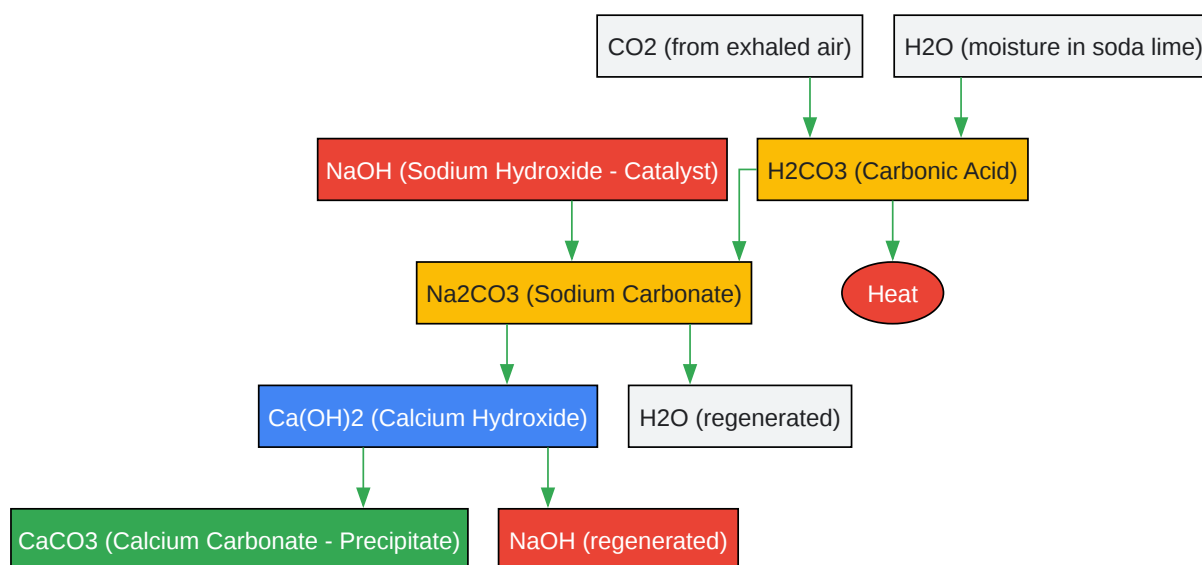 CO2 (from exhaled air)
H2O (moisture in soda lime)
NaOH (Sodium Hydroxide - Catalyst)
H2CO3 (Carbonic Acid)
Na2CO3 (Sodium Carbonate)
Heat
Ca(OH)2 (Calcium Hydroxide)
H2O (regenerated)
CaCO3 (Calcium Carbonate - Precipitate)
NaOH (regenerated)